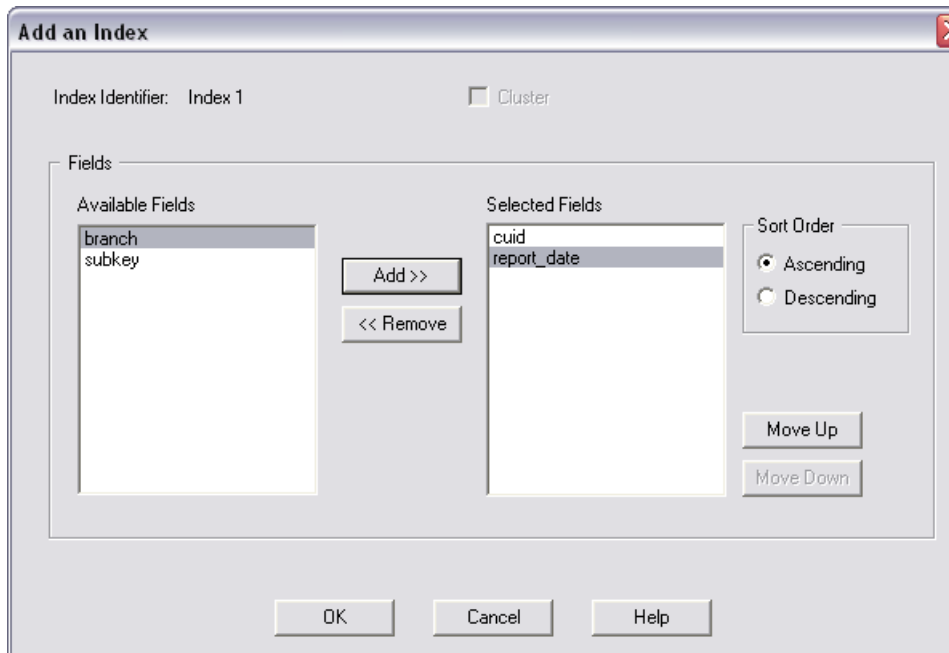 Add an Index
Index Identifier: Index 1 Cluster
Fields
Available Fields Selected Fields
branch cuid Sort Order
subkey report_date Ascending
Add >> Descending
<< Remove
Move Up
Move Down
OK Cancel Help